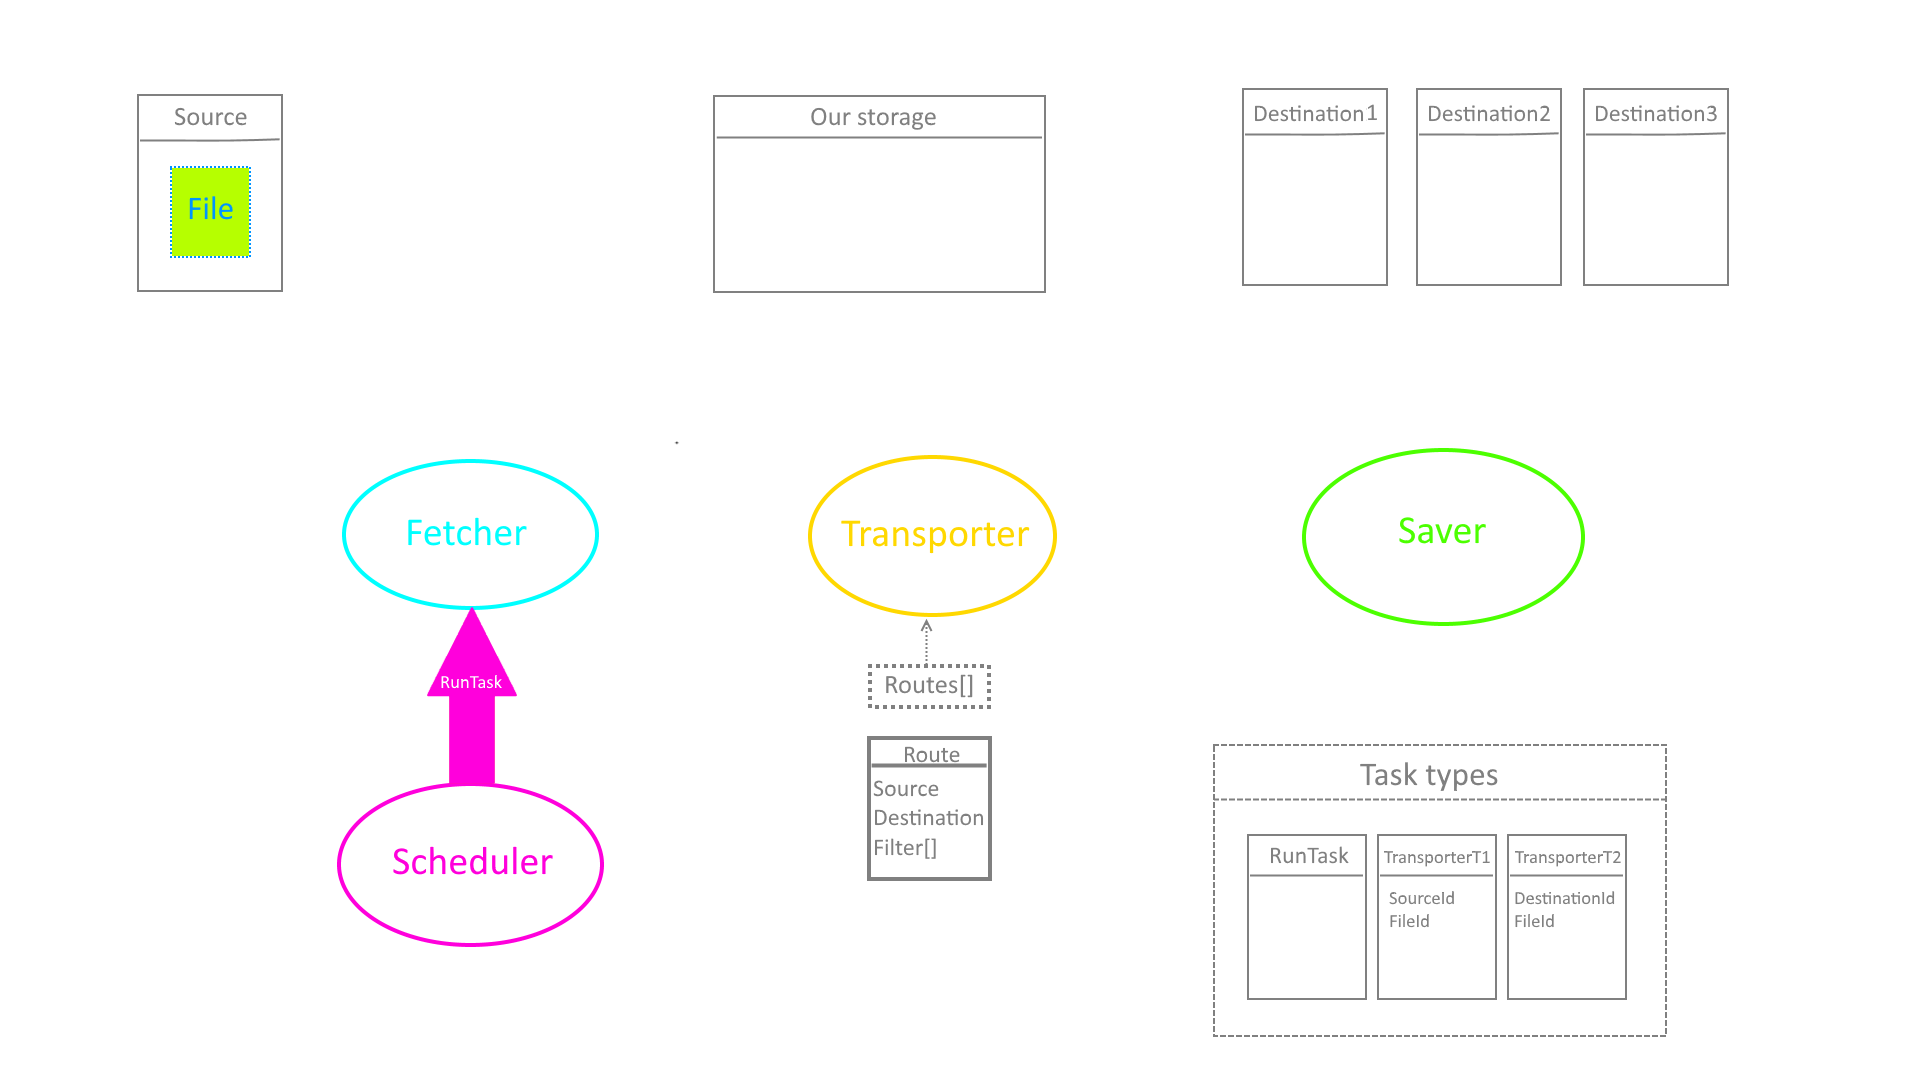 Source
File
Our storage
Destination1
Destination2
Destination3
Fetcher
Transporter
Saver
RunTask
Scheduler
Routes[]
Route
Source
Destination
Filter[]
Task types
RunTask
TransporterT1
SourceId
FileId
TransporterT2
DestinationId
FileId